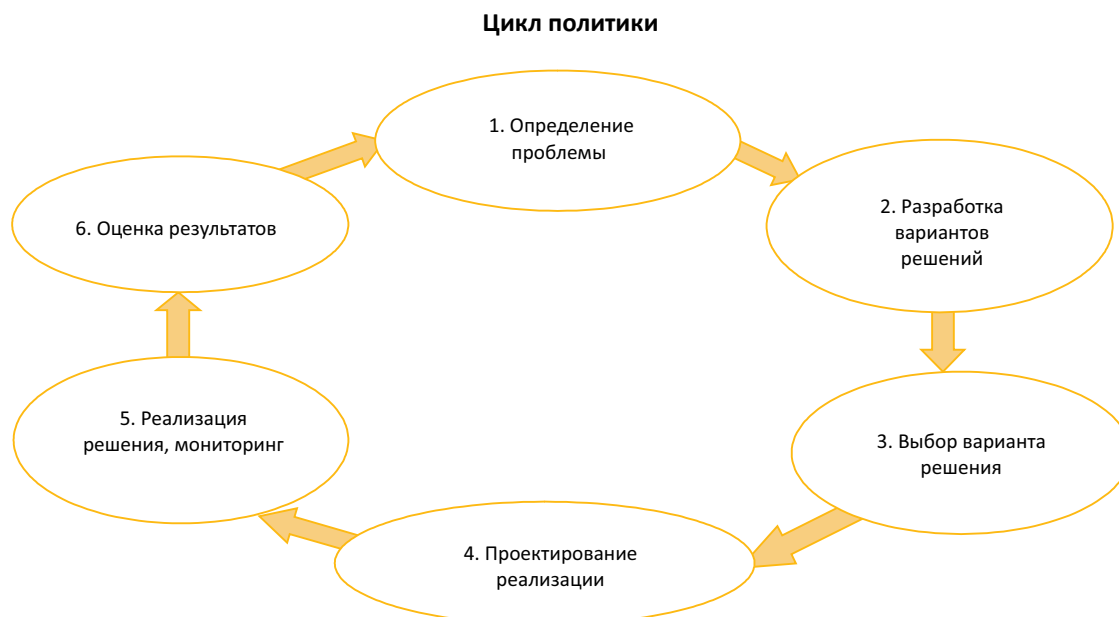 Цикл политики
1. Определение
проблемы
2. Разработка
вариантов
решений
3. Выбор варианта
решения
4. Проектирование
реализации
5. Реализация
решения, мониторинг
6. Оценка результатов